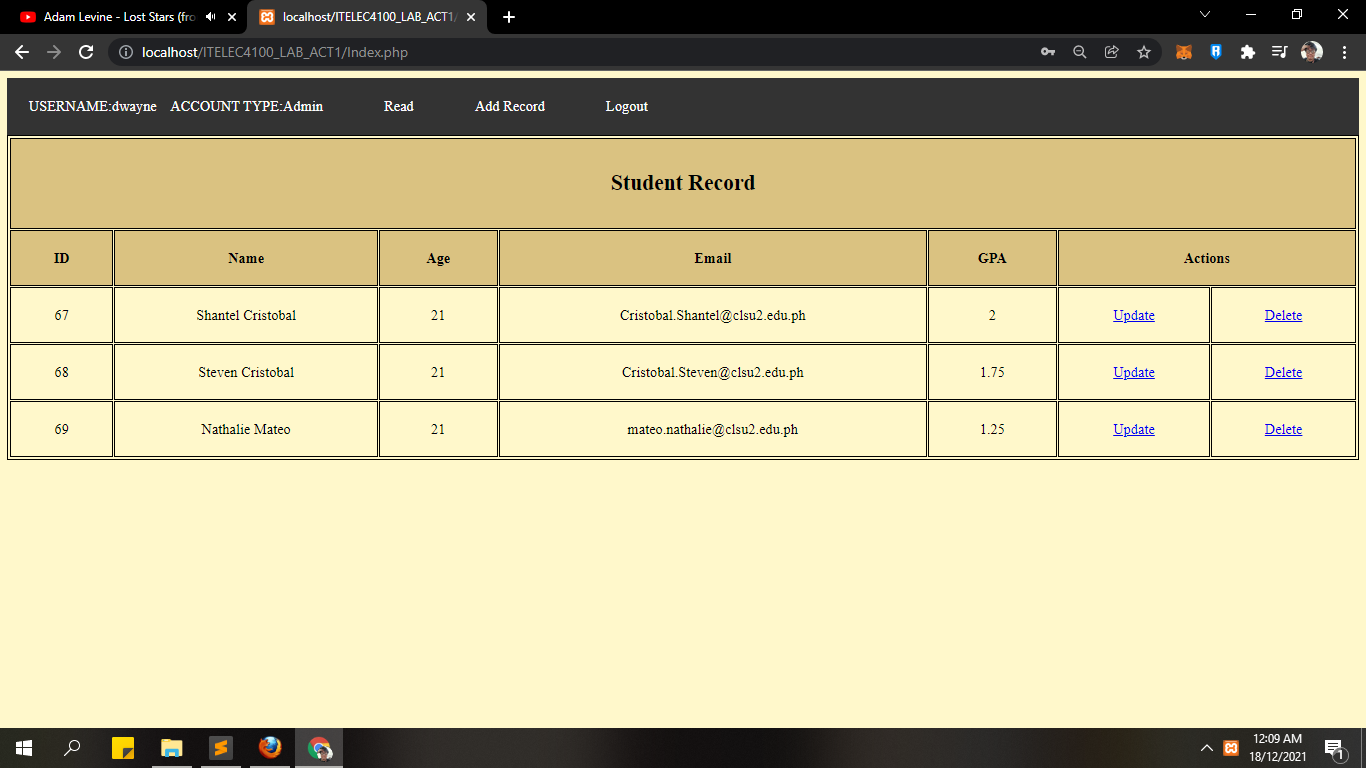 Adam Levine - Lost Stars (fro
localhost/ITELEC4100_LAB_ACT1/
localhost/ITELEC4100_LAB_ACT1/Index.php
USERNAME:dwayne ACCOUNT TYPE:Admin Read Add Record Logout
Student Record
ID Name Age Email GPA Actions
67 Shantel Cristobal 21 Cristobal.Shantel@clsu2.edu.ph 2 Update Delete
68 Steven Cristobal 21 Cristobal.Steven@clsu2.edu.ph 1.75 Update Delete
69 Nathalie Mateo 21 mateo.nathalie@clsu2.edu.ph 1.25 Update Delete
12:09 AM
18/12/2021
1